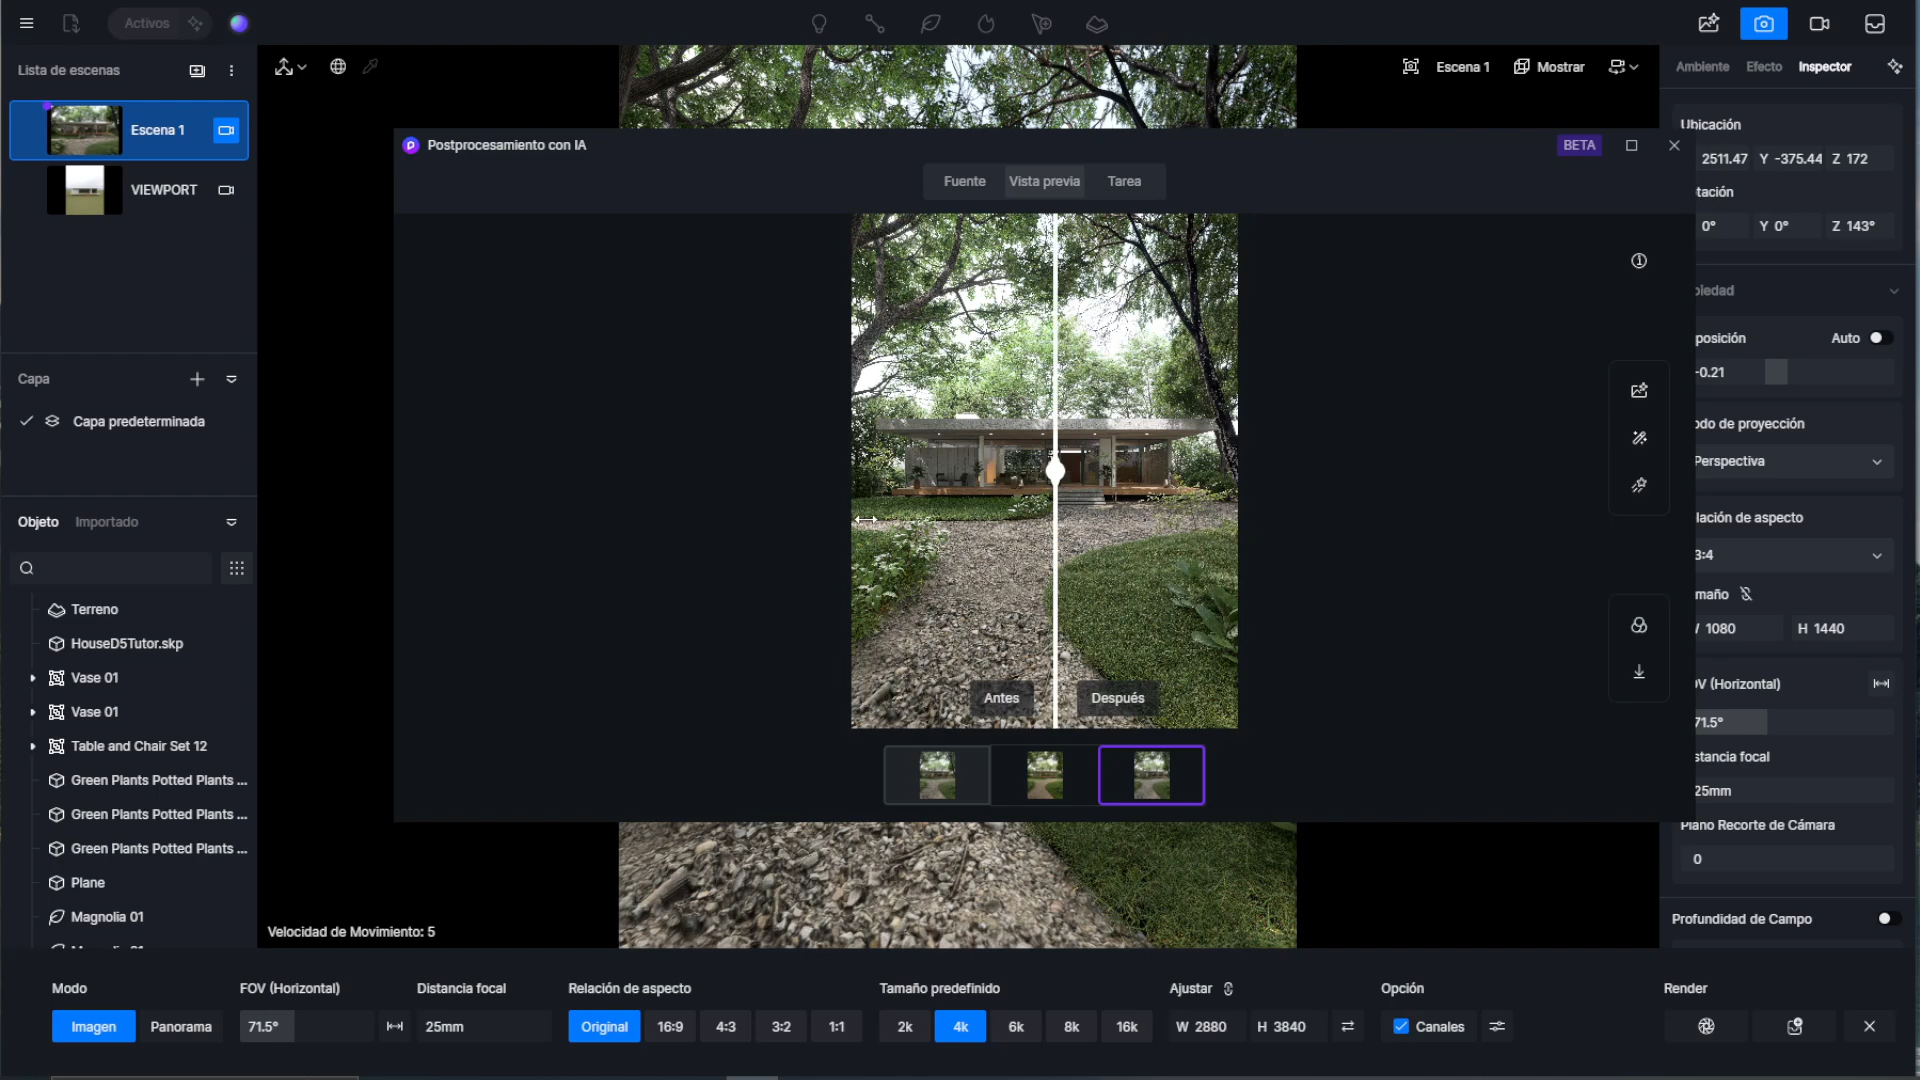 Activos
Lista de escenas
Escena 1
VIEWPORT
Capa
Capa predeterminada
Objeto Importado
Terreno
HouseD5Tutor.skp
Vase 01
Vase 01
Table and Chair Set 12
Green Plants Potted Plants ...
Green Plants Potted Plants ...
Green Plants Potted Plants ...
Plane
Magnolia 01
Escena 1 Mostrar
Postprocesamiento con IA
BETA
Fuente Vista previa Tarea
Antes Después
Velocidad de Movimiento: 5
Ambiente Efecto Inspector
Ubicación
2511.47 Y -375.44 Z 172
tación
0° Y 0° Z 143°
piedad
posición Auto
-0.21
odo de proyección
Perspectiva
lación de aspecto
3:4
maño
W 1080 H 1440
OV (Horizontal)
71.5°
stancia focal
25mm
Plano Recorte de Cámara
0
Profundidad de Campo
Modo FOV (Horizontal) Distancia focal Relación de aspecto Tamaño predefinido Ajustar Opción Render
Imagen Panorama 71.5° 25mm Original 16:9 4:3 3:2 1:1 2k 4k 6k 8k 16k W 2880 H 3840 Canales